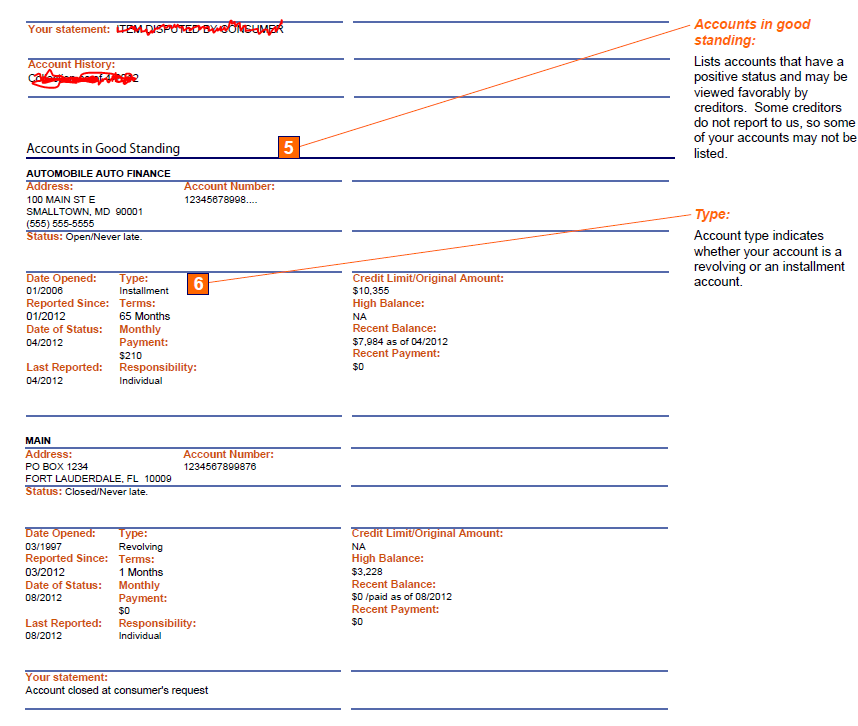 Your statement: ITEM DISPUTED BY CONSUMER
Account History:
Accounts in Good Standing
5
AUTOMOBILE AUTO FINANCE
Address: Account Number:
100 MAIN ST E 12345678998....
SMALLTOWN, MD 90001
(555) 555-5555
Status: Open/Never late.
Date Opened: Type:
01/2006 Installment
6
Reported Since: Terms:
01/2012 65 Months
Date of Status: Monthly
04/2012 Payment:
$210
Last Reported: Responsibility:
04/2012 Individual
Credit Limit/Original Amount:
$10,355
High Balance:
NA
Recent Balance:
$7,984 as of 04/2012
Recent Payment:
$0
MAIN
Address: Account Number:
PO BOX 1234 1234567899876
FORT LAUDERDALE, FL 10009
Status: Closed/Never late.
Date Opened: Type:
03/1997 Revolving
Reported Since: Terms:
03/2012 1 Months
Date of Status: Monthly
08/2012 Payment:
$0
Last Reported: Responsibility:
08/2012 Individual
Credit Limit/Original Amount:
NA
High Balance:
$3,228
Recent Balance:
$0 /paid as of 08/2012
Recent Payment:
$0
Your statement:
Account closed at consumer's request
Accounts in good
standing:
Lists accounts that have a
positive status and may be
viewed favorably by
creditors. Some creditors
do not report to us, so some
of your accounts may not be
listed.
Type:
Account type indicates
whether your account is a
revolving or an installment
account.